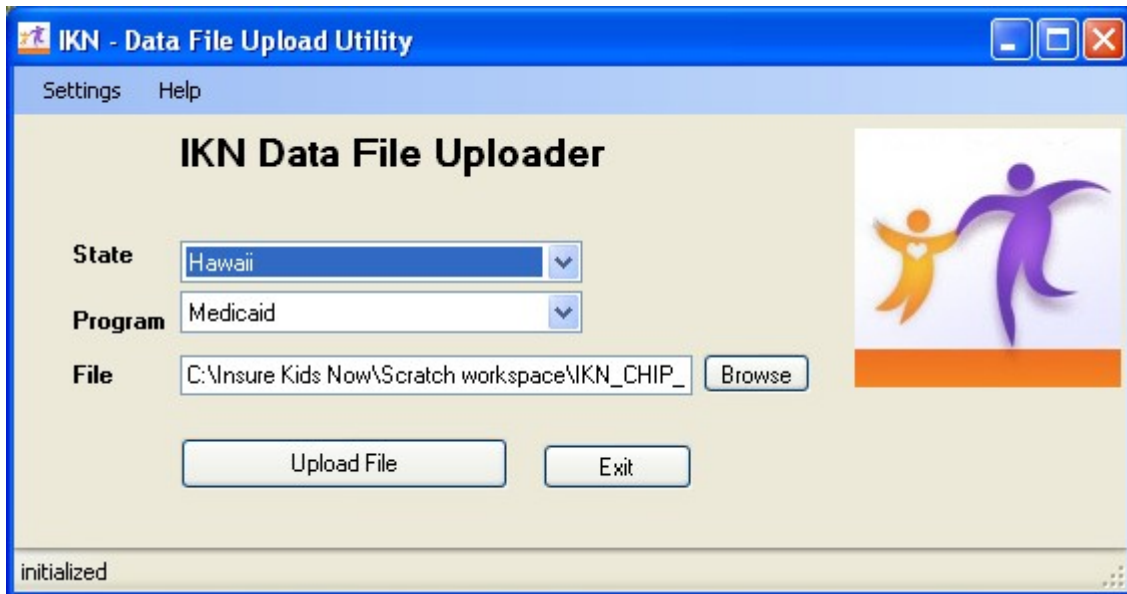 IKN - Data File Upload Utility
Settings Help
IKN Data File Uploader
State Hawaii
Program Medicaid
File C:\Insure Kids Now\Scratch workspace\IKN_CHIP_ Browse
Upload File Exit
initialized